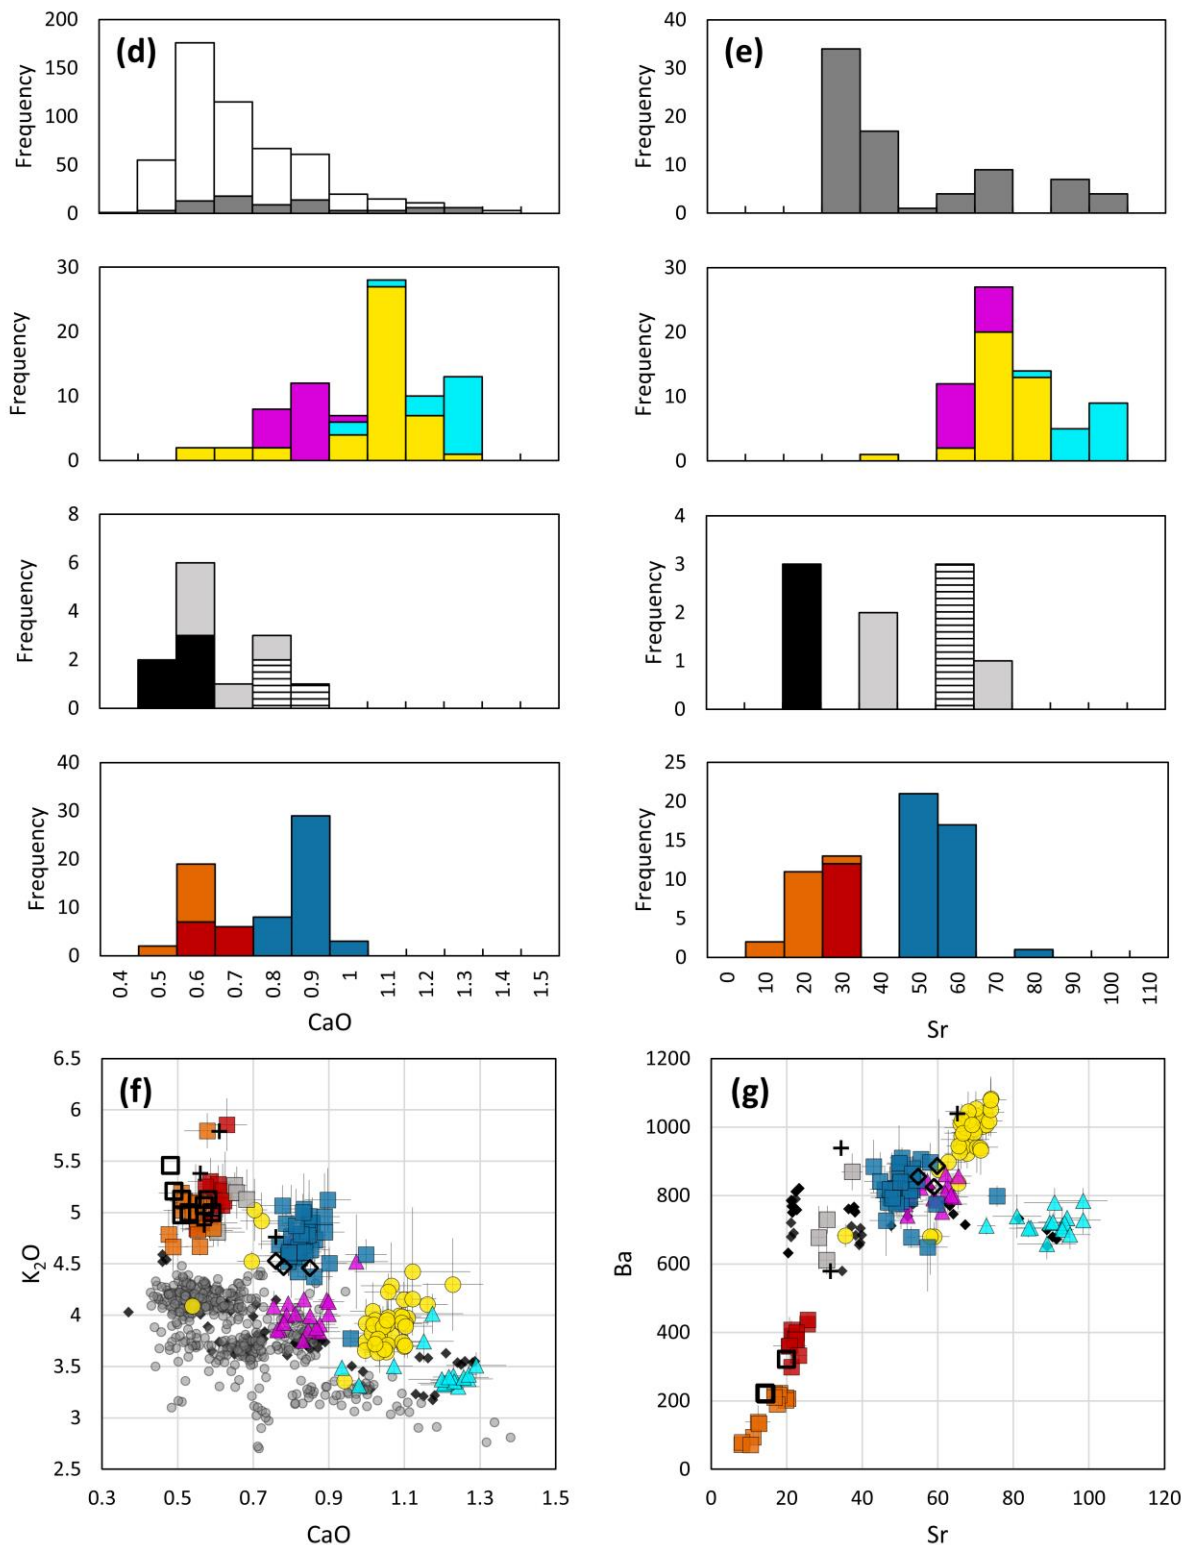 (d)
Frequency
200
150
100
50
0
(e)
Frequency
40
30
20
10
0
Frequency
30
20
10
0
Frequency
30
20
10
0
Frequency
8
6
4
2
0
Frequency
4
3
2
1
0
Frequency
40
30
20
10
0
0.4 0.5 0.6 0.7 0.8 0.9 1 1.1 1.2 1.3 1.4 1.5
CaO
Frequency
25
20
15
10
5
0
0 10 20 30 40 50 60 70 80 90 100 110
Sr
(f)
K₂O
6.5
6
5.5
5
4.5
4
3.5
3
2.5
0.3 0.5 0.7 0.9 1.1 1.3 1.5
CaO
(g)
Ba
1200
1000
800
600
400
200
0
0 20 40 60 80 100 120
Sr